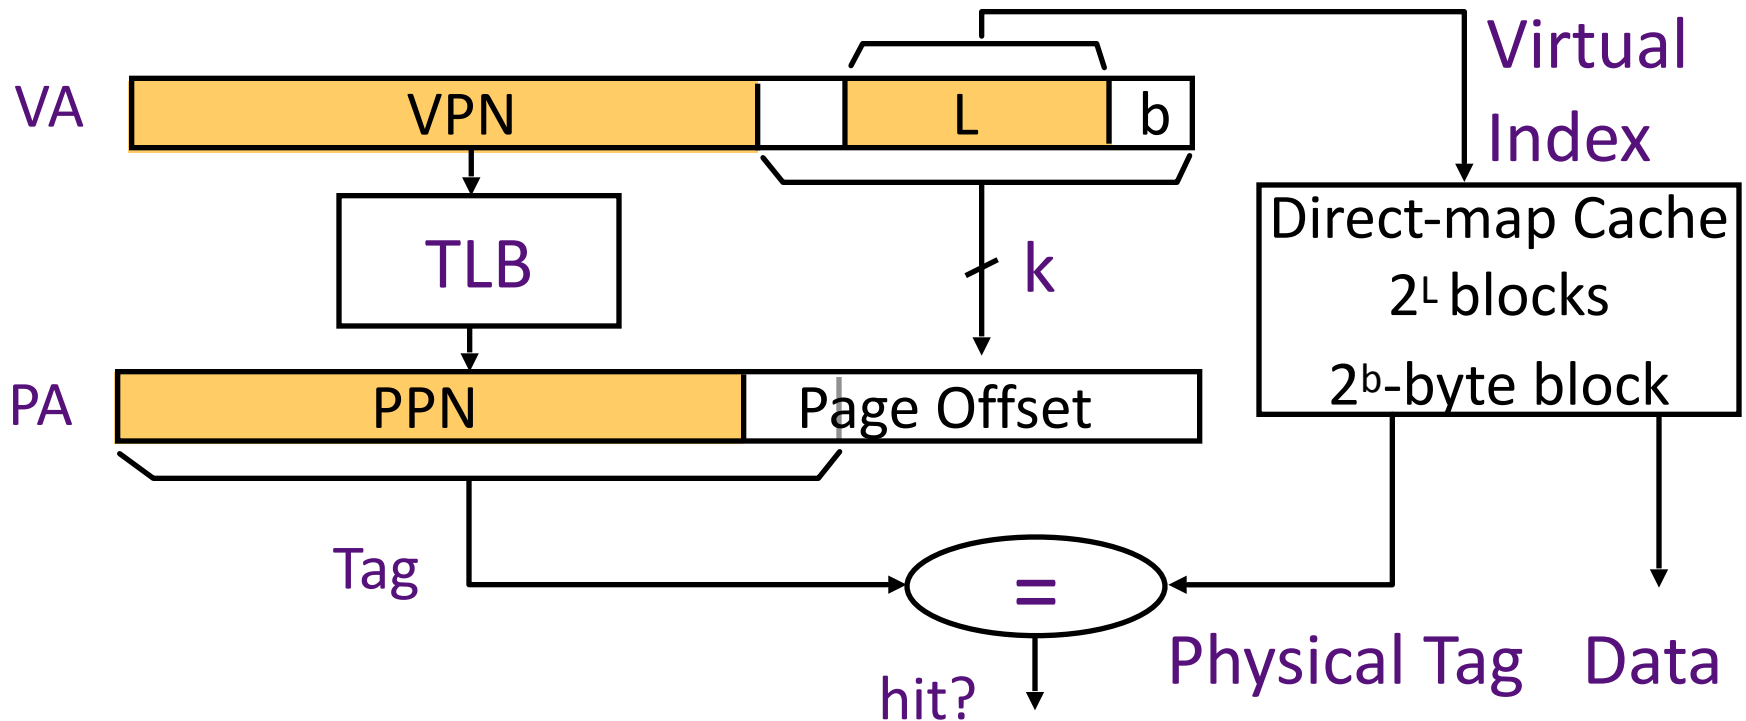 Virtual
Index
VA
VPN
L
b
TLB
k
Direct-map Cache
2ᴸ blocks
2ᵇ-byte block
PA
PPN
Page Offset
Tag
=
Physical Tag
Data
hit?